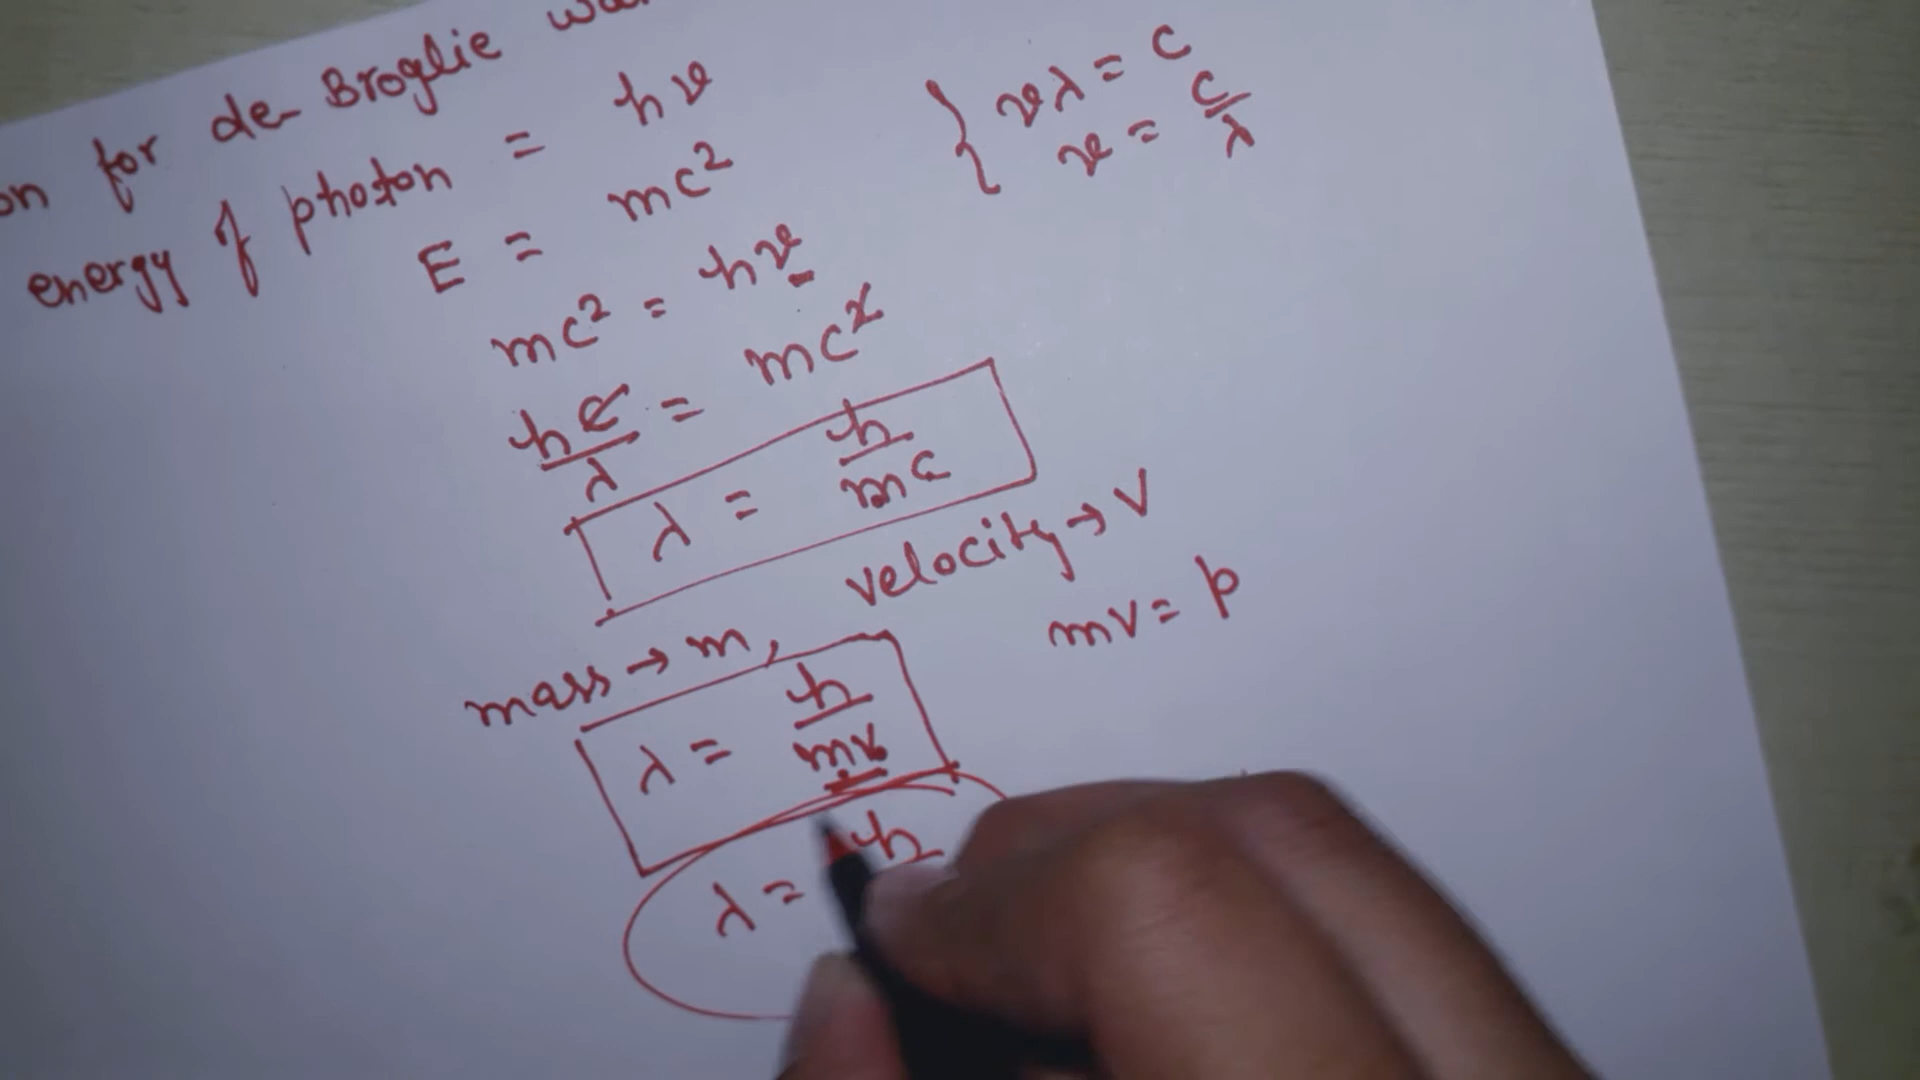 on for de-Broglie
energy of photon = hν
E = mc²
mc² = hν
{ νλ = c
ν = c/λ
hc/λ = mc²
λ = h/mc
mass → m, velocity → v
mv = p
λ = h/mv
λ = h